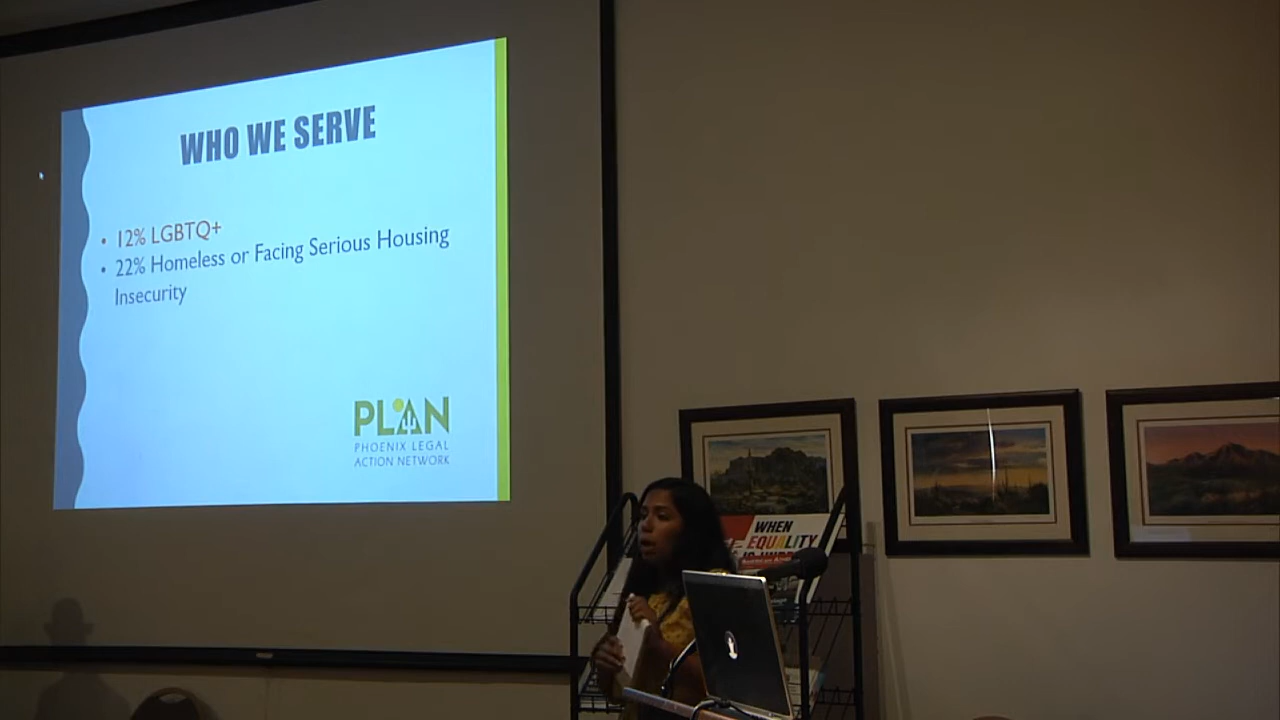 WHO WE SERVE
• 12% LGBTQ+
• 22% Homeless or Facing Serious Housing
Insecurity
PLAN
PHOENIX LEGAL
ACTION NETWORK
WHEN
EQUALITY